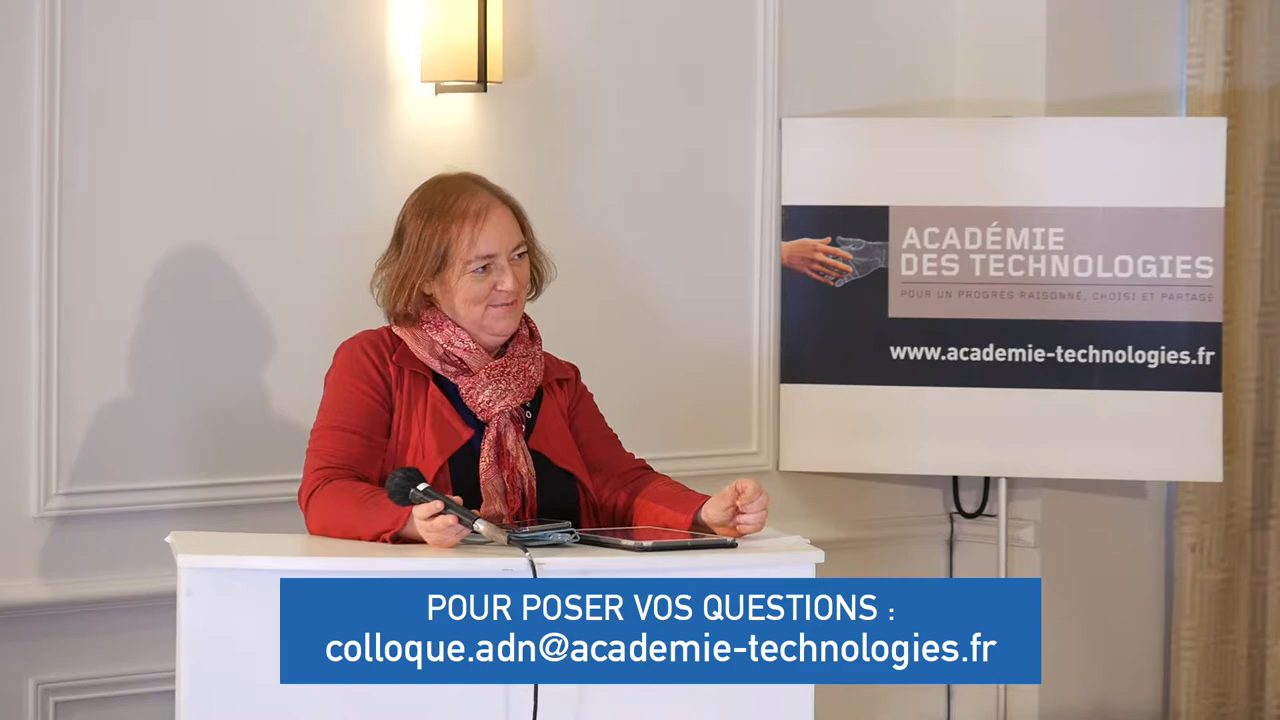 ACADÉMIE
DES TECHNOLOGIES
POUR UN PROGRÈS RAISONNÉ, CHOISI ET PARTAGÉ
www.academie-technologies.fr
POUR POSER VOS QUESTIONS :
colloque.adn@academie-technologies.fr